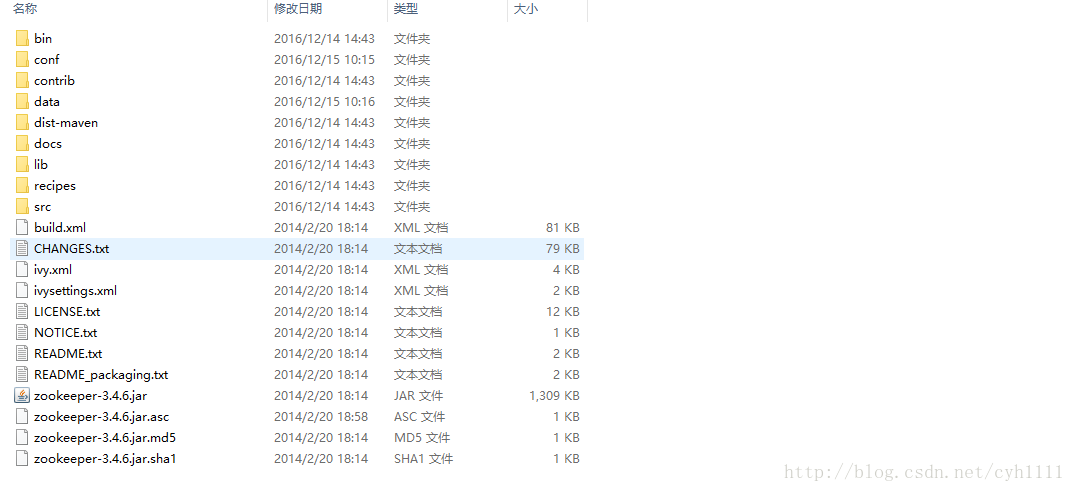 名称 修改日期 类型 大小
bin 2016/12/14 14:43 文件夹
conf 2016/12/15 10:15 文件夹
contrib 2016/12/14 14:43 文件夹
data 2016/12/15 10:16 文件夹
dist-maven 2016/12/14 14:43 文件夹
docs 2016/12/14 14:43 文件夹
lib 2016/12/14 14:43 文件夹
recipes 2016/12/14 14:43 文件夹
src 2016/12/14 14:43 文件夹
build.xml 2014/2/20 18:14 XML 文档 81 KB
CHANGES.txt 2014/2/20 18:14 文本文档 79 KB
ivy.xml 2014/2/20 18:14 XML 文档 4 KB
ivysettings.xml 2014/2/20 18:14 XML 文档 2 KB
LICENSE.txt 2014/2/20 18:14 文本文档 12 KB
NOTICE.txt 2014/2/20 18:14 文本文档 1 KB
README.txt 2014/2/20 18:14 文本文档 2 KB
README_packaging.txt 2014/2/20 18:14 文本文档 2 KB
zookeeper-3.4.6.jar 2014/2/20 18:14 JAR 文件 1,309 KB
zookeeper-3.4.6.jar.asc 2014/2/20 18:58 ASC 文件 1 KB
zookeeper-3.4.6.jar.md5 2014/2/20 18:14 MD5 文件 1 KB
zookeeper-3.4.6.jar.sha1 2014/2/20 18:14 SHA1 文件 1 KB
http://blog.csdn.net/cyh1111